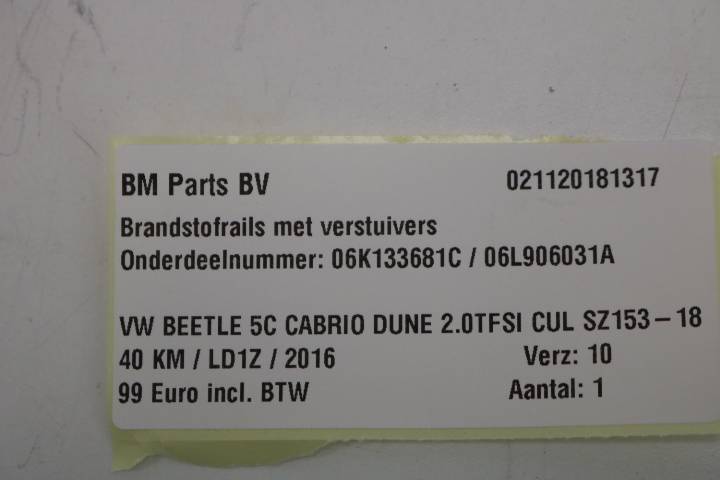 BM Parts BV 021120181317
Brandstofrails met verstuivers
Onderdeelnummer: 06K133681C / 06L906031A
VW BEETLE 5C CABRIO DUNE 2.0TFSI CUL SZ153-18
40 KM / LD1Z / 2016 Verz: 10
99 Euro incl. BTW Aantal: 1